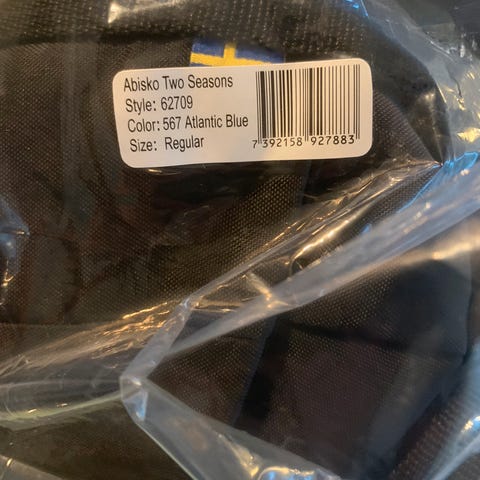 Abisko Two Seasons
Style: 62709
Color: 567 Atlantic Blue
Size: Regular
7 392158 927883